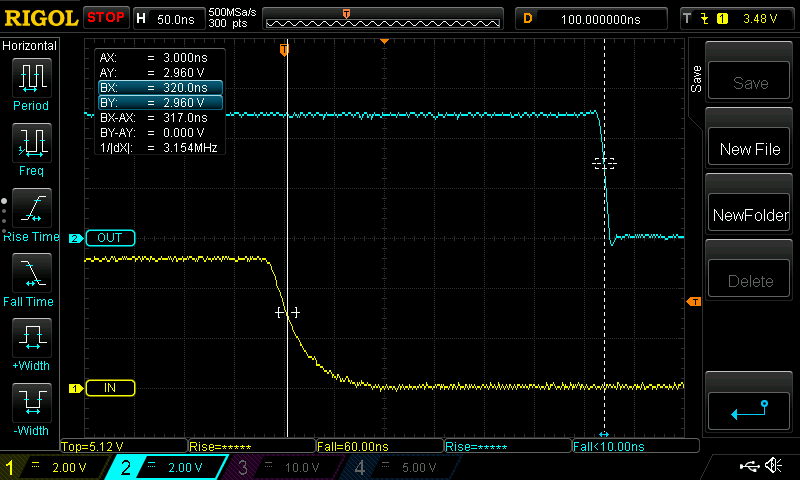 RIGOL STOP H 50.0ns 500MSa/s 300 pts T D 100.000000ns T 1 3.48 V
Horizontal
Period
Freq
Rise Time
Fall Time
+Width
-Width
T
AX: = 3.000ns
AY: = 2.960 V
BX: = 320.0ns
BY: = 2.960 V
BX-AX: = 317.0ns
BY-AY: = 0.000 V
1/|dX|: = 3.154MHz
2 OUT
T
1 IN
Save
Save
New File
NewFolder
Delete
Top=5.12 V Rise=***** Fall=60.00ns Rise=***** Fall<10.00ns
1 = 2.00 V 2 = 2.00 V 3 = 10.0 V 4 = 5.00 V